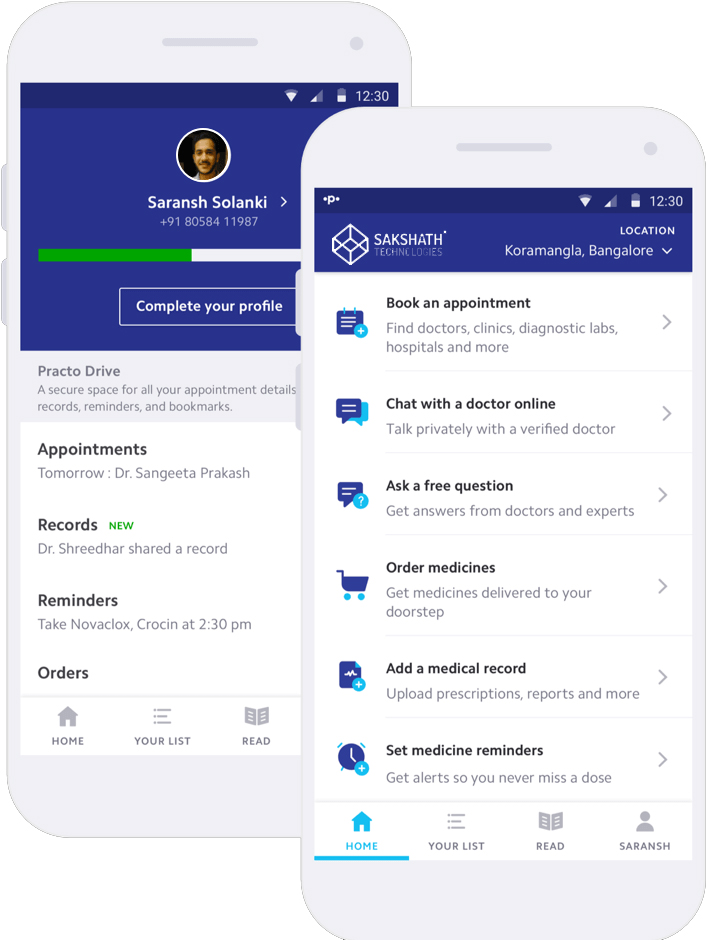 12:30
Saransh Solanki
+91 80584 11987
Complete your profile
Practo Drive
A secure space for all your appointment details
records, reminders, and bookmarks.
Appointments
Tomorrow : Dr. Sangeeta Prakash
Records NEW
Dr. Shreedhar shared a record
Reminders
Take Novaclox, Crocin at 2:30 pm
Orders
HOME YOUR LIST READ
•p• 12:30
SAKSHATH
TECHNOLOGIES
LOCATION
Koramangla, Bangalore
Book an appointment
Find doctors, clinics, diagnostic labs,
hospitals and more
Chat with a doctor online
Talk privately with a verified doctor
Ask a free question
Get answers from doctors and experts
Order medicines
Get medicines delivered to your
doorstep
Add a medical record
Upload prescriptions, reports and more
Set medicine reminders
Get alerts so you never miss a dose
HOME YOUR LIST READ SARANSH